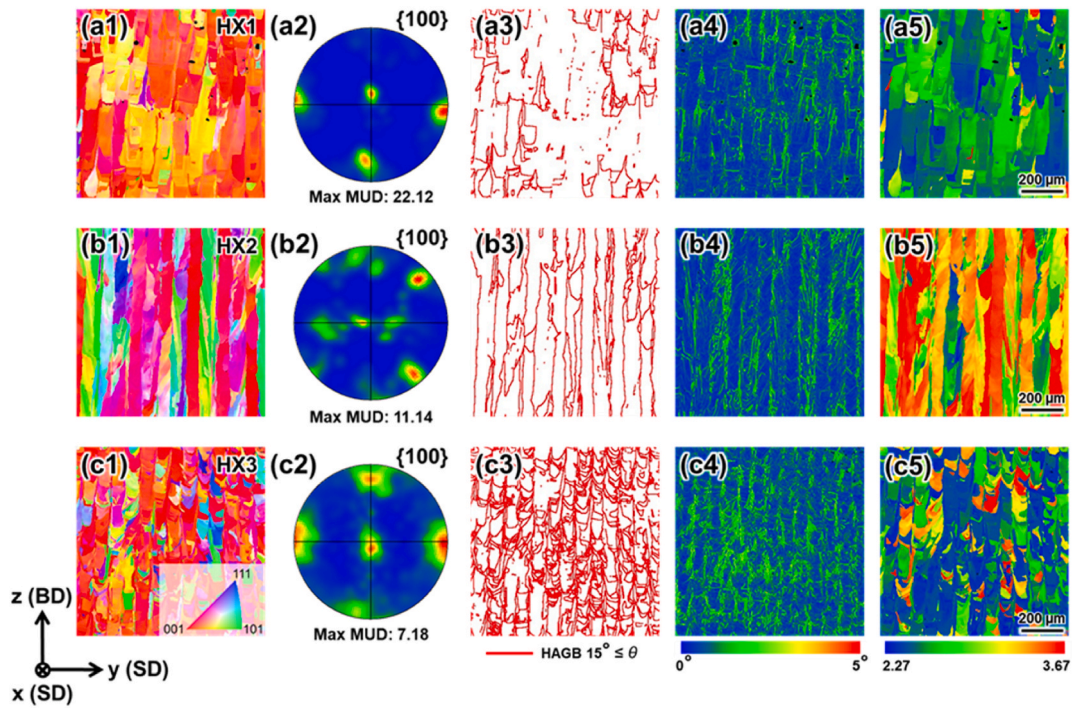 (a1) HX1 (a2) {100} (a3) (a4) (a5)
Max MUD: 22.12
200 µm
(b1) HX2 (b2) {100} (b3) (b4) (b5)
Max MUD: 11.14
200 µm
(c1) HX3 (c2) {100} (c3) (c4) (c5)
111
001 101
Max MUD: 7.18
200 µm
z (BD)
y (SD)
x (SD)
HAGB 15° ≤ θ
0° 5°
2.27 3.67